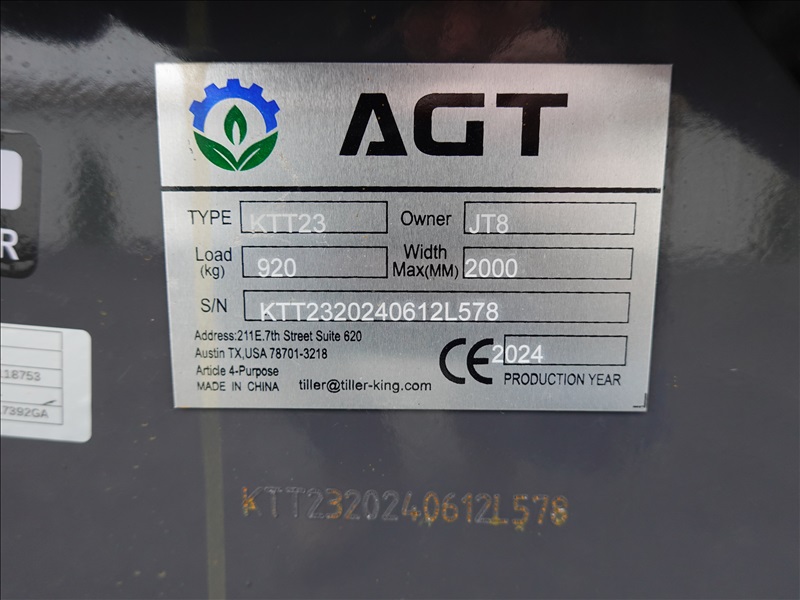 AGT
TYPE KTT23 Owner JT8
Load (kg) 920 Width Max(MM) 2000
S/N KTT2320240612L578
Address:211E.7th Street Suite 620
Austin TX,USA 78701-3218
Article 4-Purpose
MADE IN CHINA tiller@tiller-king.com
CE 2024
PRODUCTION YEAR
R
18753
7392GA
KTT2320240612L578